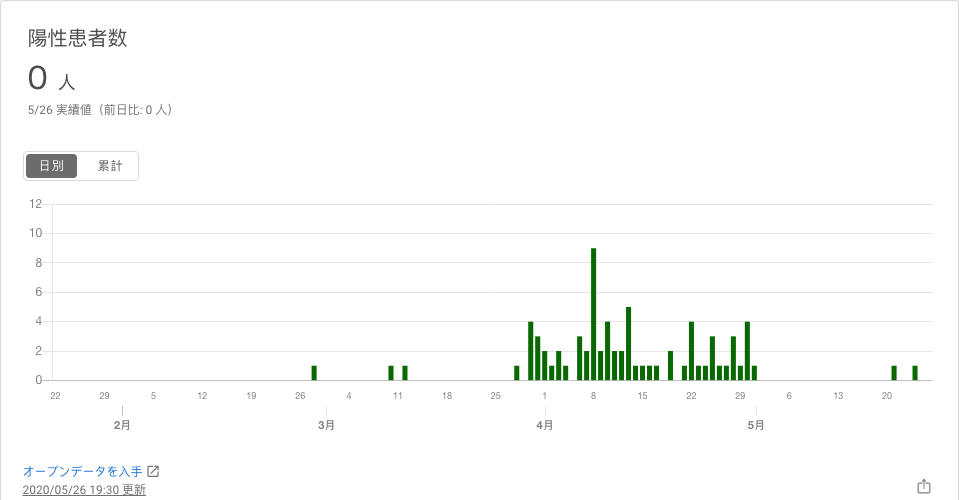 陽性患者数
0 人
5/26 実績値（前日比: 0 人）
日別 累計
12
10
8
6
4
2
0
22 29 5 12 19 26 4 11 18 25 1 8 15 22 29 6 13 20
2月 3月 4月 5月
オープンデータを入手
2020/05/26 19:30 更新